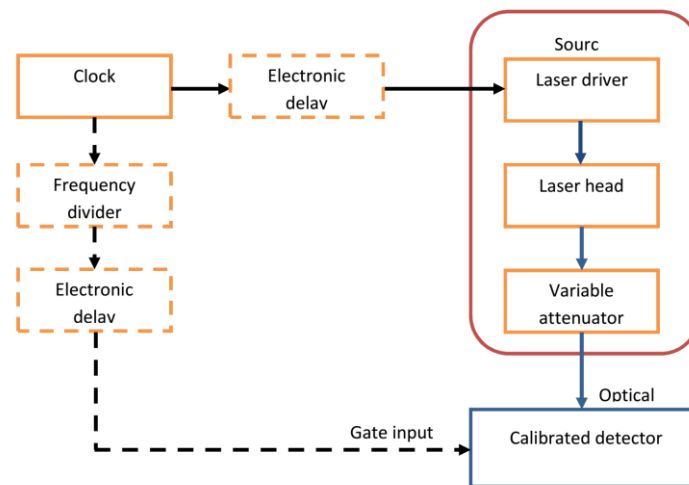 Sourc
Clock
Electronic
delav
Laser driver
Frequency
divider
Laser head
Electronic
delav
Variable
attenuator
Optical
Gate input
Calibrated detector